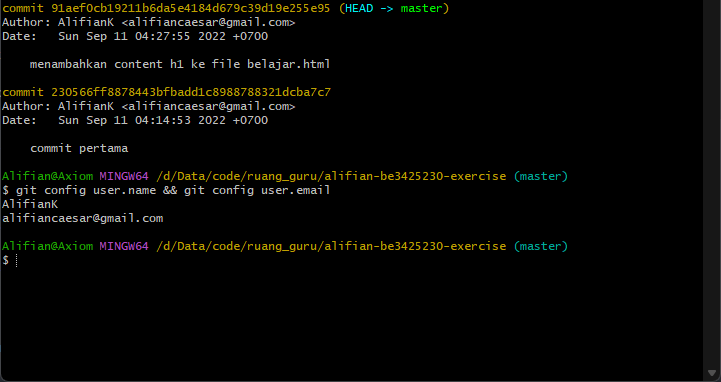 commit 91aef0cb19211b6da5e4184d679c39d19e255e95 (HEAD -> master)
Author: AlifianK <alifiancaesar@gmail.com>
Date:   Sun Sep 11 04:27:55 2022 +0700

    menambahkan content h1 ke file belajar.html

commit 230566ff8878443bfbadd1c8988788321dcba7c7
Author: AlifianK <alifiancaesar@gmail.com>
Date:   Sun Sep 11 04:14:53 2022 +0700

    commit pertama

Alifian@Axiom MINGW64 /d/Data/code/ruang_guru/alifian-be3425230-exercise (master)
$ git config user.name && git config user.email
AlifianK
alifiancaesar@gmail.com

Alifian@Axiom MINGW64 /d/Data/code/ruang_guru/alifian-be3425230-exercise (master)
$